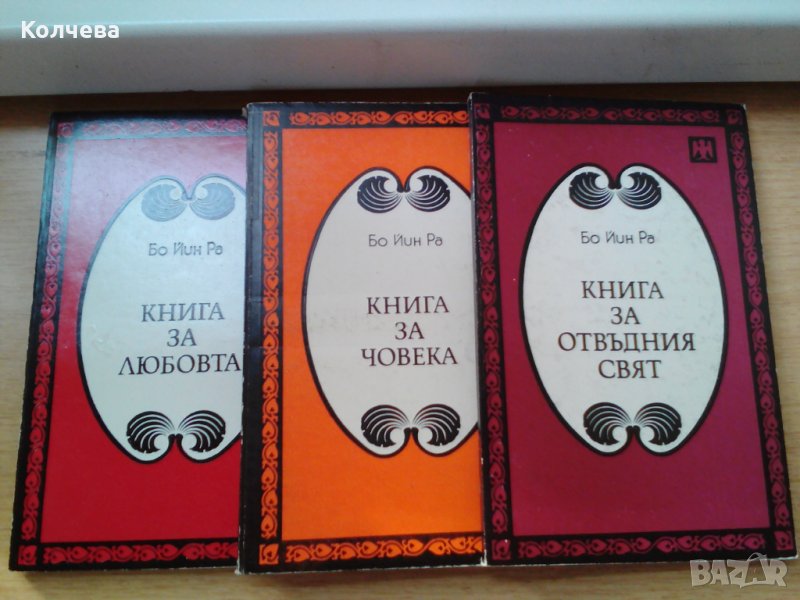 Колчева
Бо Йин Ра
КНИГА
ЗА
ЛЮБОВТА
Бо Йин Ра
КНИГА
ЗА
ЧОВЕКА
Бо Йин Ра
КНИГА
ЗА
ОТВЪДНИЯ
СВЯТ
BAZAR